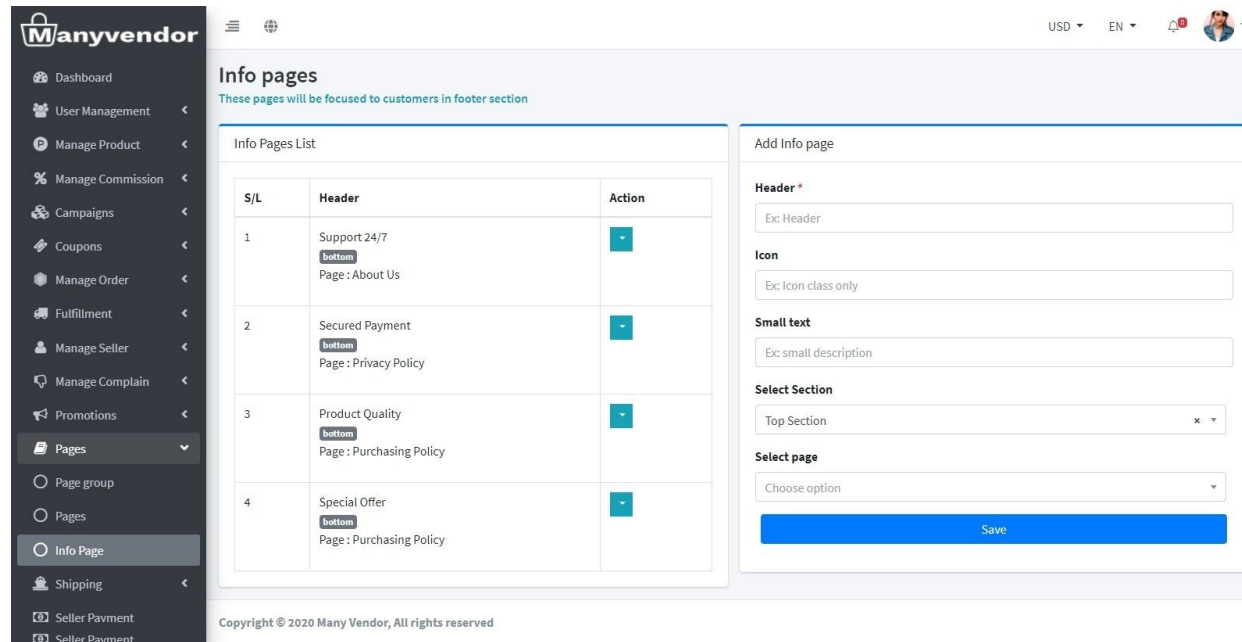 Manyvendor
USD EN
Dashboard
User Management
Manage Product
Manage Commission
Campaigns
Coupons
Manage Order
Fulfillment
Manage Seller
Manage Complain
Promotions
Pages
Page group
Pages
Info Page
Shipping
Seller Payment
Seller Payment
Info pages
These pages will be focused to customers in footer section
Info Pages List
S/L Header Action
1 Support 24/7
bottom
Page : About Us
2 Secured Payment
bottom
Page : Privacy Policy
3 Product Quality
bottom
Page : Purchasing Policy
4 Special Offer
bottom
Page : Purchasing Policy
Add Info page
Header *
Ex: Header
Icon
Ex: Icon class only
Small text
Ex: small description
Select Section
Top Section ×
Select page
Choose option
Save
Copyright © 2020 Many Vendor, All rights reserved